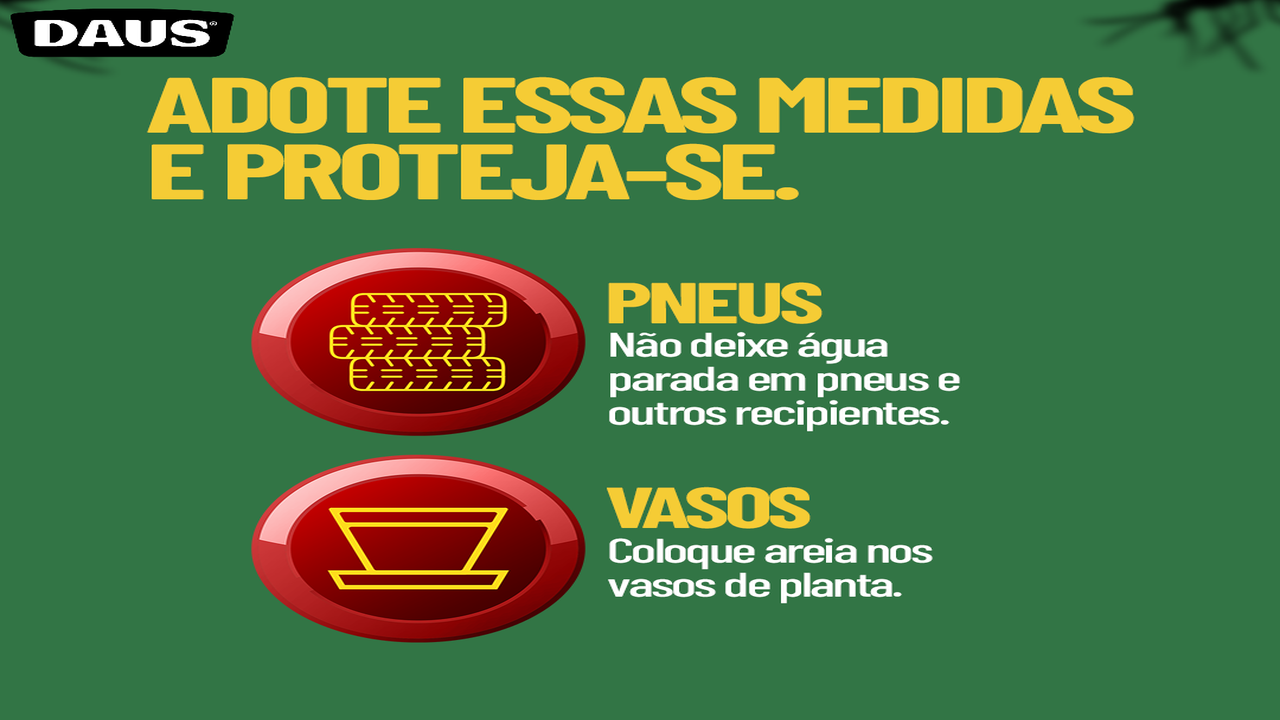 DAUS®
ADOTE ESSAS MEDIDAS
E PROTEJA-SE.
PNEUS
Não deixe água
parada em pneus e
outros recipientes.
VASOS
Coloque areia nos
vasos de planta.